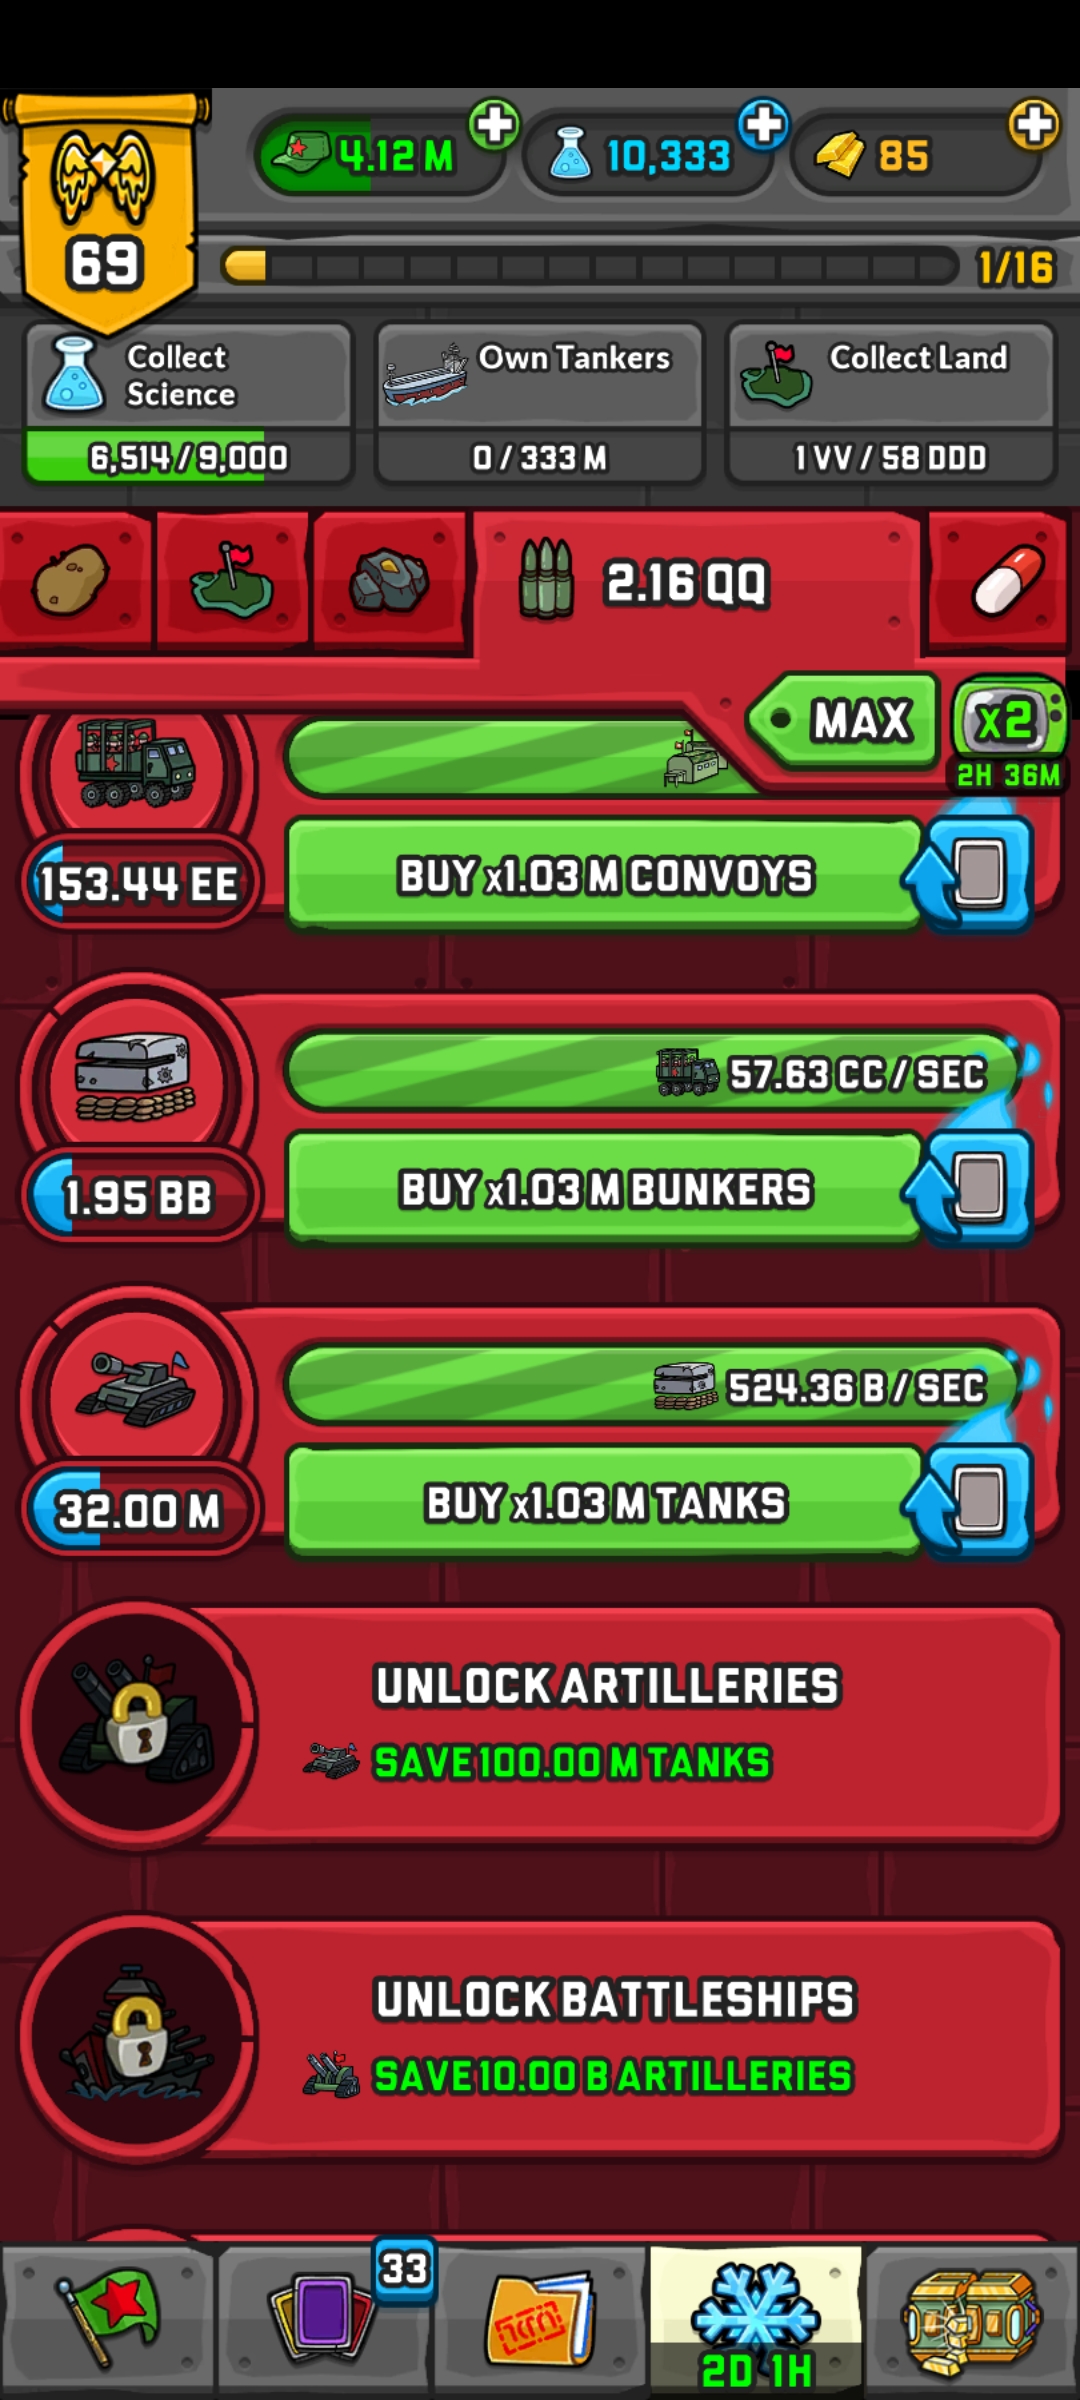 4.12 M
10,333
85
69
1/16
Collect
Science
6,514/9,000
Own Tankers
0/333 M
Collect Land
1 VV/58 DDD
2.16 QQ
MAX
x2
2H 36M
153.44 EE
BUY x1.03 M CONVOYS
57.63 CC/SEC
1.95 BB
BUY x1.03 M BUNKERS
524.36 B/SEC
32.00 M
BUY x1.03 M TANKS
UNLOCK ARTILLERIES
SAVE 100.00 M TANKS
UNLOCK BATTLESHIPS
SAVE 10.00 B ARTILLERIES
33
2D 1H